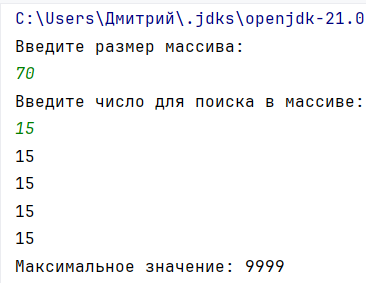 C:\Users\Дмитрий\.jdks\openjdk-21.0
Введите размер массива:
70
Введите число для поиска в массиве:
15
15
15
15
15
Максимальное значение: 9999